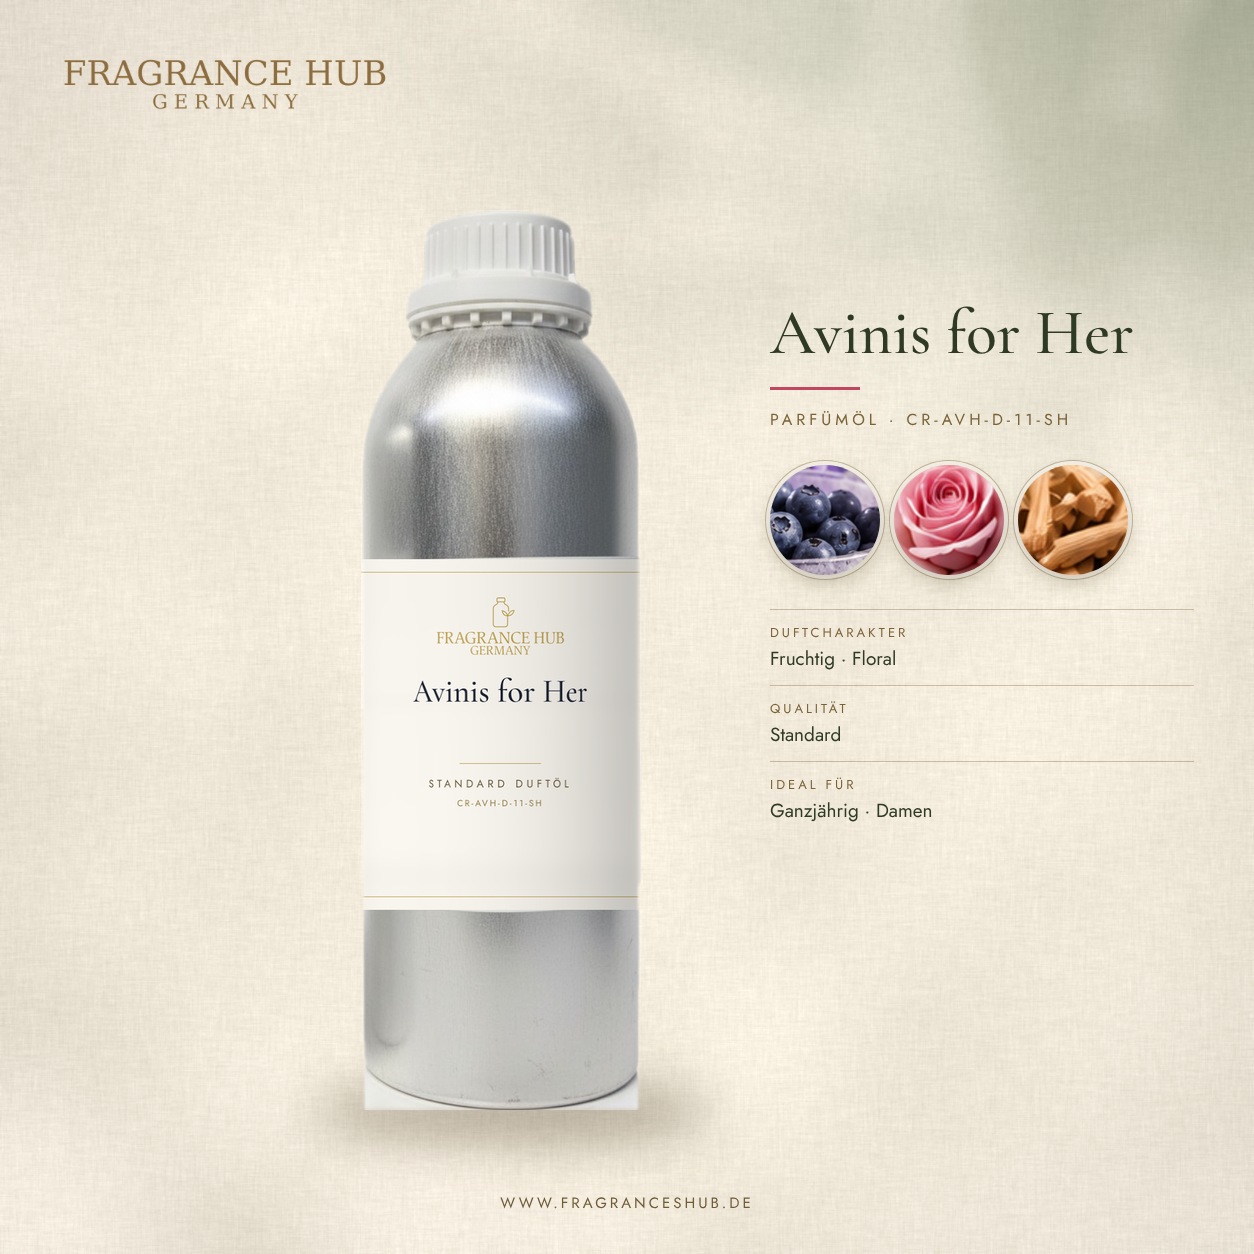 FRAGRANCE HUB
GERMANY
Avinis for Her
PARFÜMÖL · CR-AVH-D-11-SH
DUFTCHARAKTER
Fruchtig · Floral
QUALITÄT
Standard
IDEAL FÜR
Ganzjährig · Damen
FRAGRANCE HUB
GERMANY
Avinis for Her
STANDARD DUFTÖL
CR-AVH-D-11-SH
WWW.FRAGRANCESHUB.DE